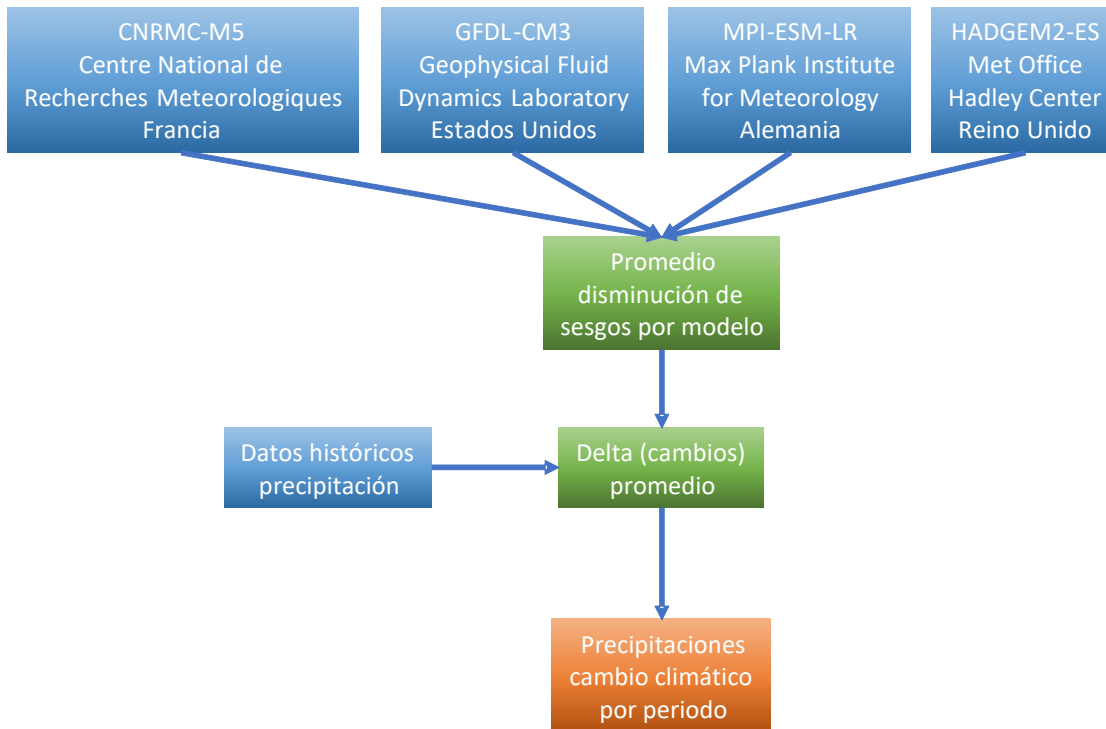 CNRMC-M5
Centre National de
Recherches Meteorologiques
Francia
GFDL-CM3
Geophysical Fluid
Dynamics Laboratory
Estados Unidos
MPI-ESM-LR
Max Plank Institute
for Meteorology
Alemania
HADGEM2-ES
Met Office
Hadley Center
Reino Unido
Promedio
disminución de
sesgos por modelo
Datos históricos
precipitación
Delta (cambios)
promedio
Precipitaciones
cambio climático
por periodo